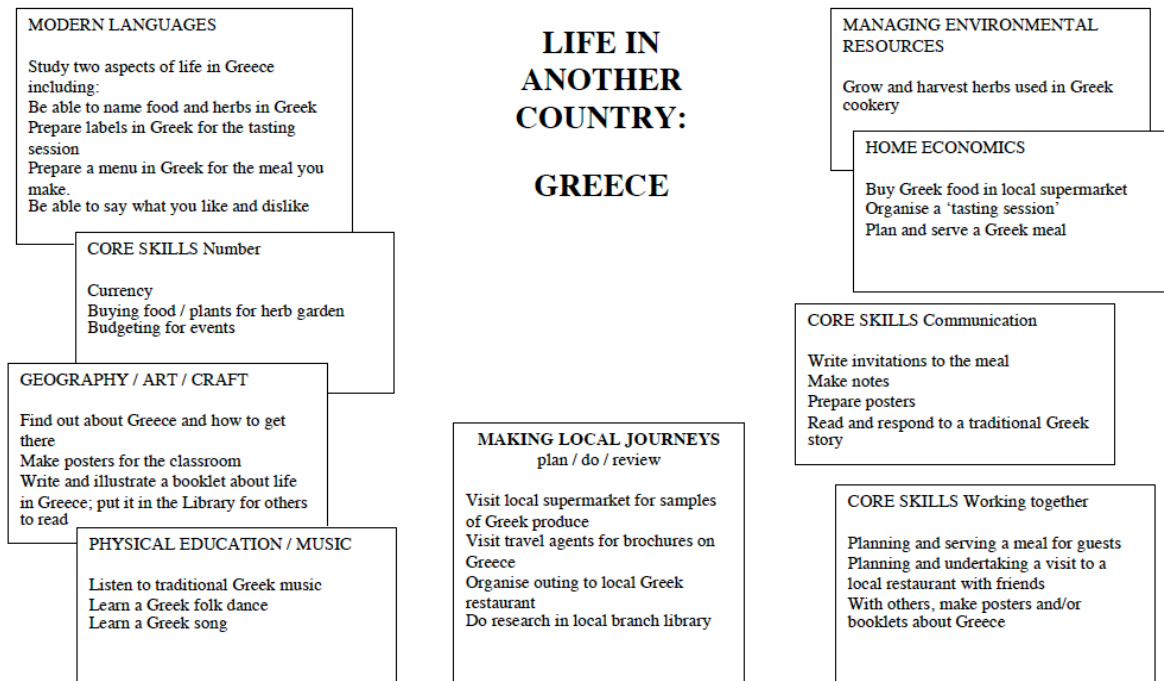 MODERN LANGUAGES
Study two aspects of life in Greece
including:
Be able to name food and herbs in Greek
Prepare labels in Greek for the tasting
session
Prepare a menu in Greek for the meal you
make.
Be able to say what you like and dislike
CORE SKILLS Number
Currency
Buying food / plants for herb garden
Budgeting for events
GEOGRAPHY / ART / CRAFT
Find out about Greece and how to get
there
Make posters for the classroom
Write and illustrate a booklet about life
in Greece; put it in the Library for others
to read
PHYSICAL EDUCATION / MUSIC
Listen to traditional Greek music
Learn a Greek folk dance
Learn a Greek song
LIFE IN
ANOTHER
COUNTRY:
GREECE
MAKING LOCAL JOURNEYS
plan / do / review
Visit local supermarket for samples
of Greek produce
Visit travel agents for brochures on
Greece
Organise outing to local Greek
restaurant
Do research in local branch library
MANAGING ENVIRONMENTAL
RESOURCES
Grow and harvest herbs used in Greek
cookery
HOME ECONOMICS
Buy Greek food in local supermarket
Organise a ‘tasting session’
Plan and serve a Greek meal
CORE SKILLS Communication
Write invitations to the meal
Make notes
Prepare posters
Read and respond to a traditional Greek
story
CORE SKILLS Working together
Planning and serving a meal for guests
Planning and undertaking a visit to a
local restaurant with friends
With others, make posters and/or
booklets about Greece